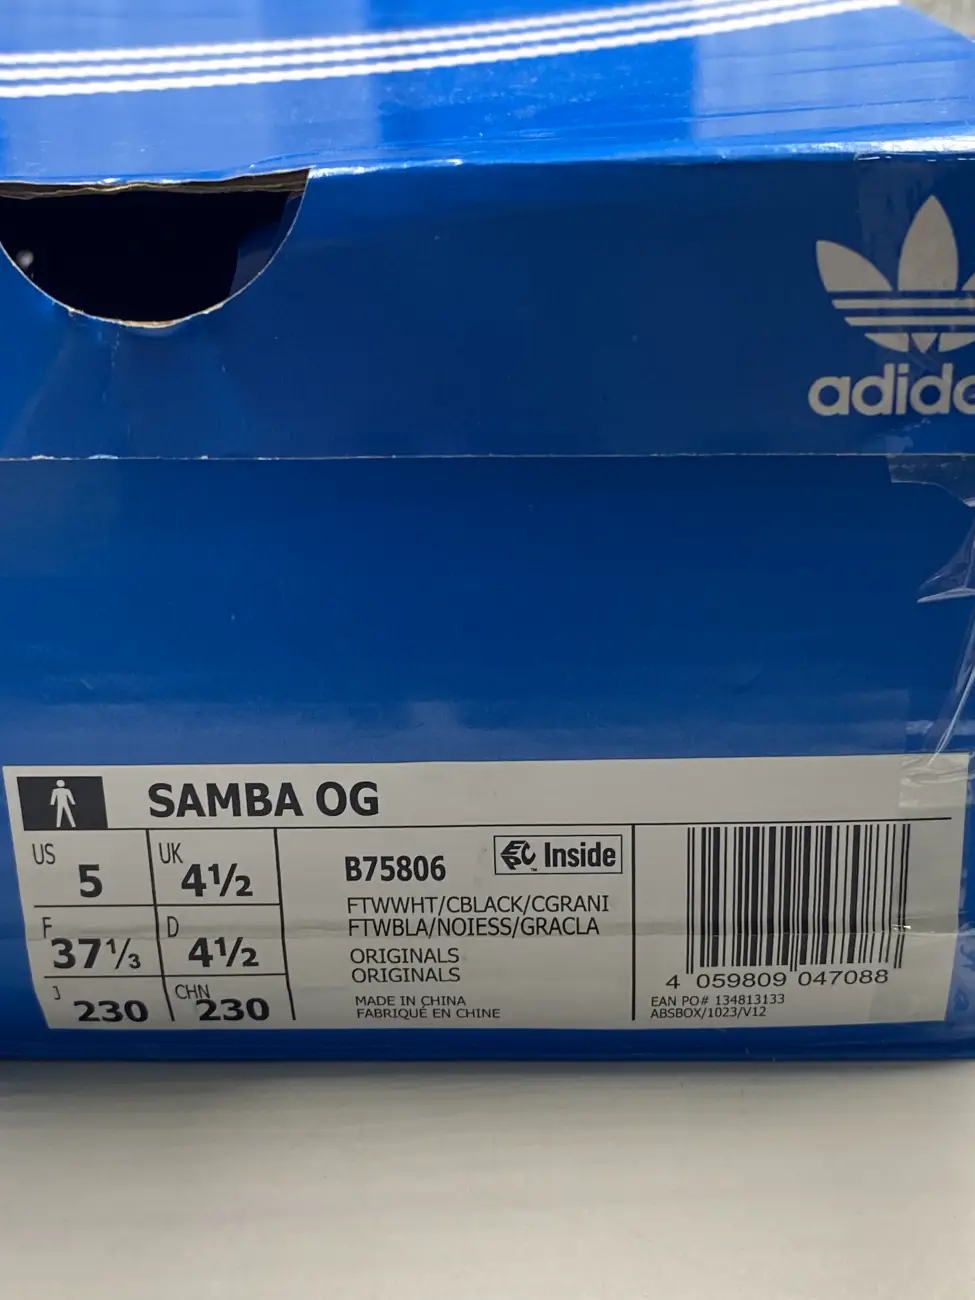 adidas
SAMBA OG
US 5 UK 4½
F 37⅓ D 4½
J 230 CHN 230
B75806 Inside
FTWWHT/CBLACK/CGRANI
FTWBLA/NOIESS/GRACLA
ORIGINALS
ORIGINALS
MADE IN CHINA
FABRIQUÉ EN CHINE
4 059809 047088
EAN PO# 134813133
ABSBOX/1023/V12